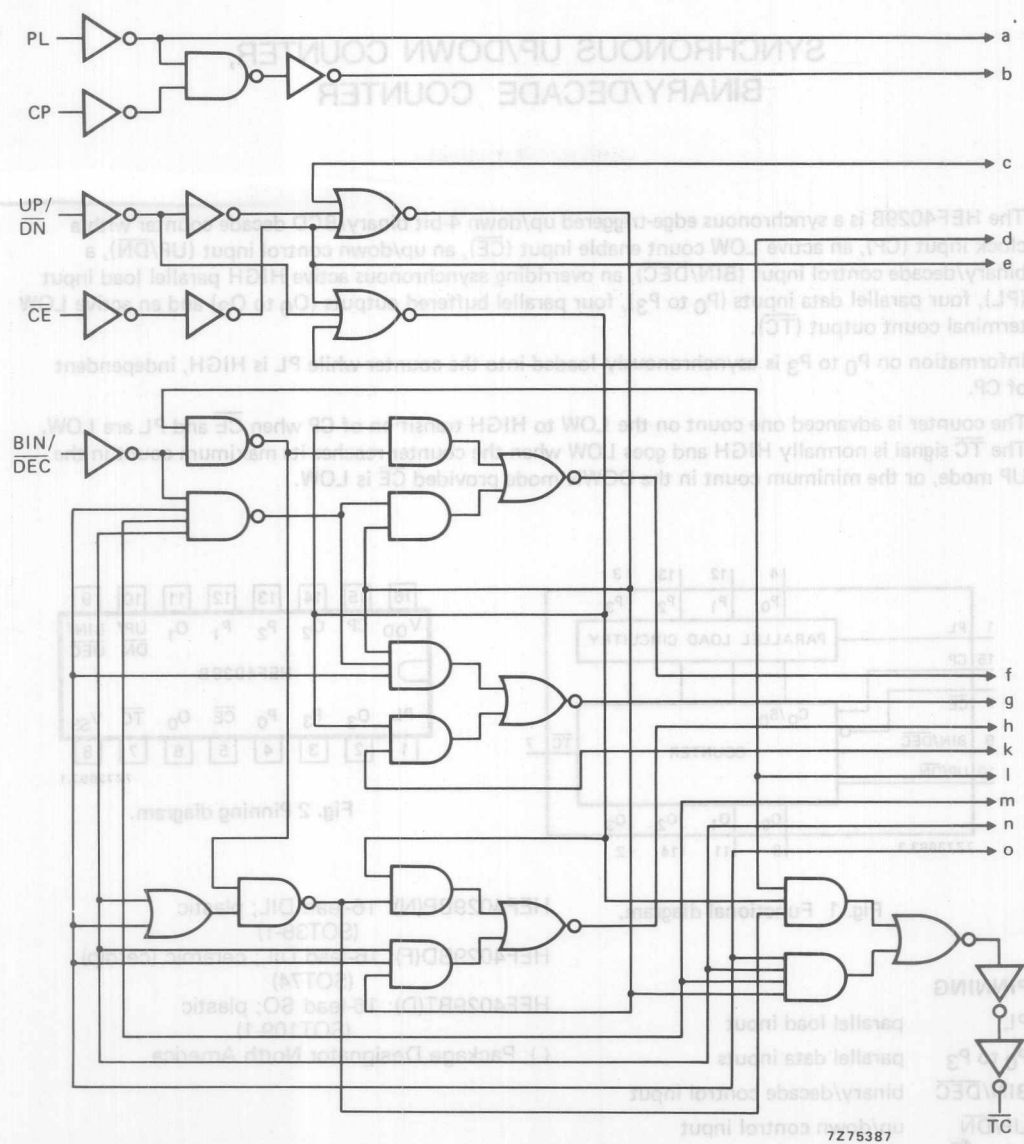 SYNCHRONOUS UP/DOWN COUNTER,
BINARY/DECADE COUNTER
PL
CP
UP/
DN
CE
BIN/
DEC
a
b
c
d
e
f
g
h
k
l
m
n
o
The HEF4029B is a synchronous edge-triggered up/down 4-bit binary/BCD decade counter with a
clock input (CP), an active LOW count enable input (CE), an up/down control input (UP/DN), a
binary/decade control input (BIN/DEC), an overriding asynchronous active HIGH parallel load input
(PL), four parallel data inputs (P0 to P3), four parallel buffered outputs (O0 to O3) and an active LOW
terminal count output (TC).
Information on P0 to P3 is asynchronously loaded into the counter while PL is HIGH, independent
of CP.
The counter is advanced one count on the LOW to HIGH transition of CP when CE and PL are LOW.
The TC signal is normally HIGH and goes LOW when the counter reaches its maximum count in the
UP mode, or the minimum count in the DOWN mode provided CE is LOW.
PARALLEL LOAD CIRCUITRY
COUNTER
HEF4029B
Fig. 1 Functional diagram.
Fig. 2 Pinning diagram.
HEF4029BP(N): 16-lead DIL; plastic
(SOT38-1)
HEF4029BD(F): 16-lead DIL; ceramic (cerdip)
(SOT74)
HEF4029BT(D): 16-lead SO; plastic
(SOT109-1)
( ): Package Designator North America
PINNING
PL parallel load input
P0 to P3 parallel data inputs
BIN/DEC binary/decade control input
UP/DN up/down control input
TC
7Z75387